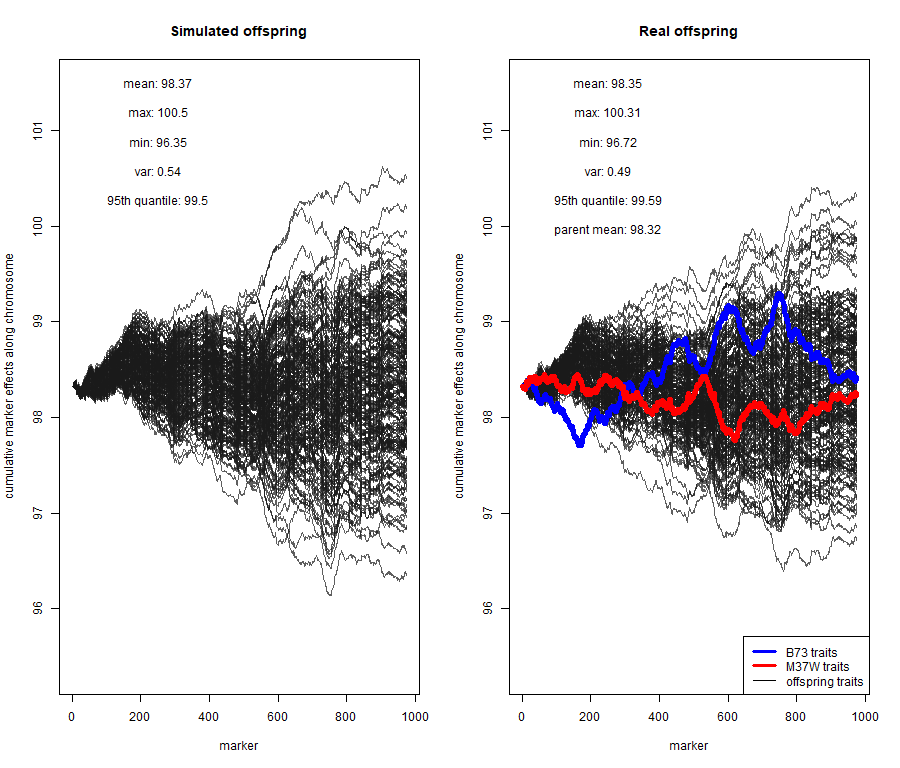 Simulated offspring
mean: 98.37
max: 100.5
min: 96.35
var: 0.54
95th quantile: 99.5
cumulative marker effects along chromosome
101
100
99
98
97
96
0 200 400 600 800 1000
marker
Real offspring
mean: 98.35
max: 100.31
min: 96.72
var: 0.49
95th quantile: 99.59
parent mean: 98.32
cumulative marker effects along chromosome
101
100
99
98
97
96
B73 traits
M37W traits
offspring traits
0 200 400 600 800 1000
marker